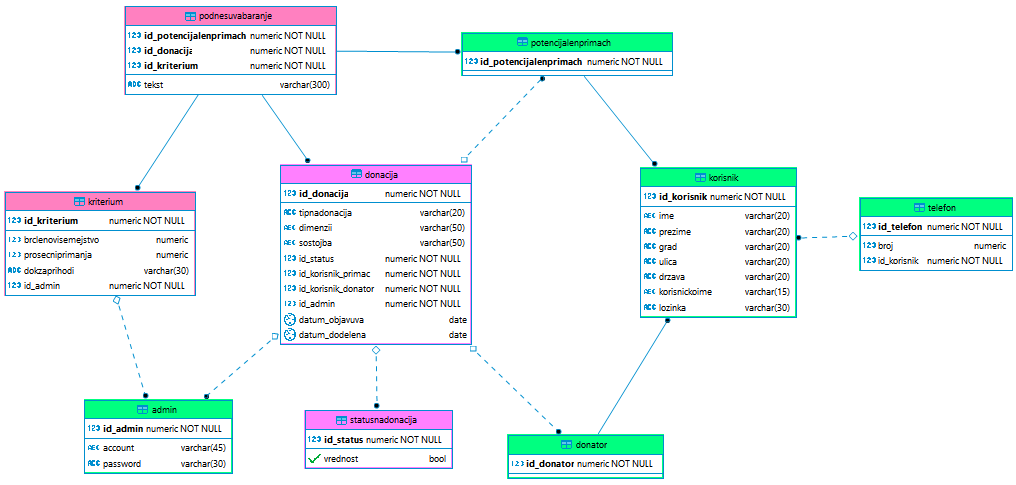 podnesuvabaranje
123 id_potencijalenprimach numeric NOT NULL
123 id_donacija numeric NOT NULL
123 id_kriterium numeric NOT NULL
ABC tekst varchar(300)
potencijalenprimach
123 id_potencijalenprimach numeric NOT NULL
donacija
123 id_donacija numeric NOT NULL
ABC tipnadonacija varchar(20)
ABC dimenzii varchar(50)
ABC sostojba varchar(50)
123 id_status numeric NOT NULL
123 id_korisnik_primac numeric NOT NULL
123 id_korisnik_donator numeric NOT NULL
123 id_admin numeric NOT NULL
datum_objavuva date
datum_dodelena date
korisnik
123 id_korisnik numeric NOT NULL
ABC ime varchar(20)
ABC prezime varchar(20)
ABC grad varchar(20)
ABC ulica varchar(20)
ABC drzava varchar(20)
ABC korisnickoime varchar(15)
ABC lozinka varchar(30)
kriterium
123 id_kriterium numeric NOT NULL
123 brclenovisemejstvo numeric
123 prosecniprimanja numeric
ABC dokzaprihodi varchar(30)
123 id_admin numeric NOT NULL
telefon
123 id_telefon numeric NOT NULL
123 broj numeric
123 id_korisnik numeric NOT NULL
admin
123 id_admin numeric NOT NULL
ABC account varchar(45)
ABC password varchar(30)
statusnadonacija
123 id_status numeric NOT NULL
vrednost bool
donator
123 id_donator numeric NOT NULL